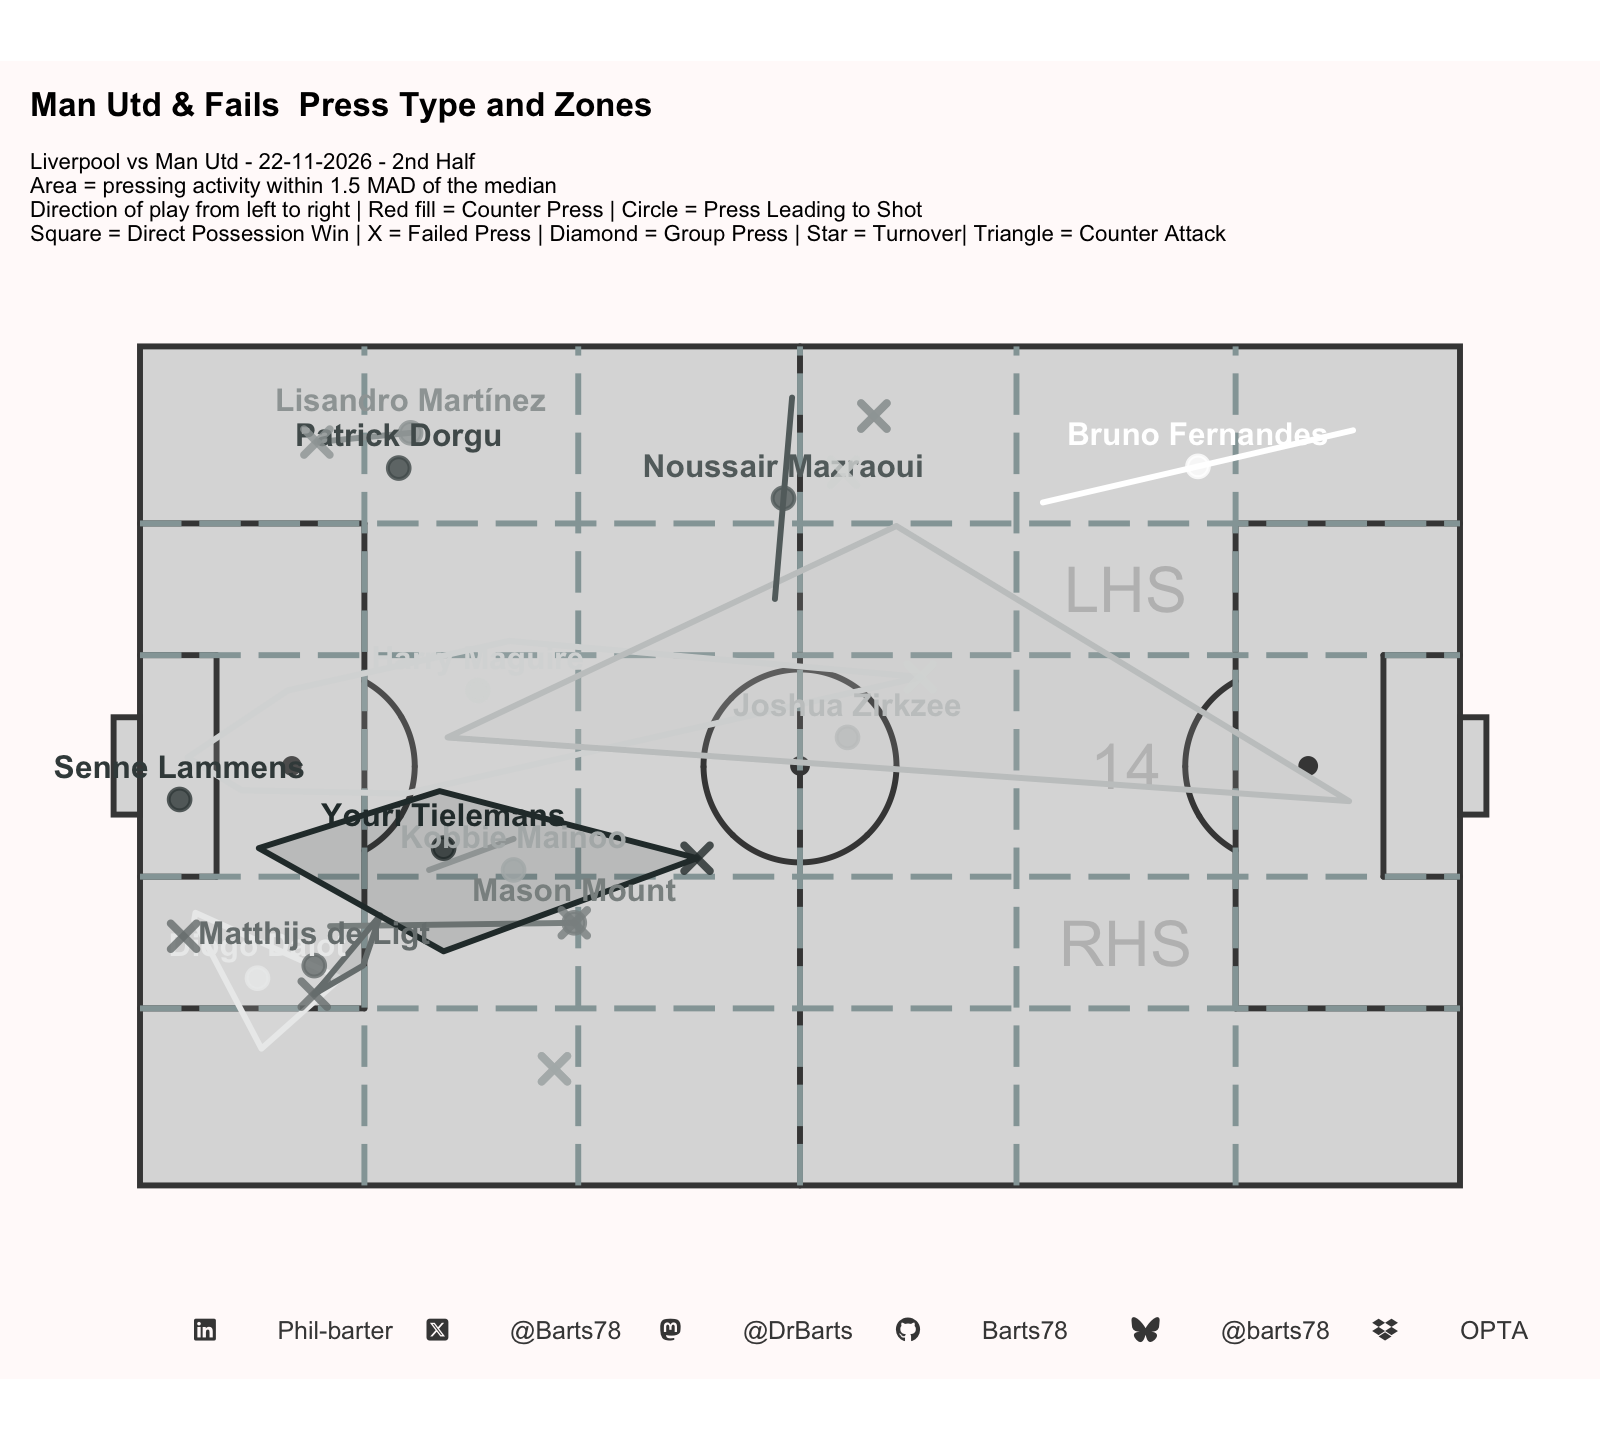 Man Utd & Fails  Press Type and Zones
Liverpool vs Man Utd - 22-11-2026 - 2nd Half
Area = pressing activity within 1.5 MAD of the median
Direction of play from left to right | Red fill = Counter Press | Circle = Press Leading to Shot
Square = Direct Possession Win | X = Failed Press | Diamond = Group Press | Star = Turnover| Triangle = Counter Attack
Lisandro Martínez
Patrick Dorgu
Bruno Fernandes
Noussair Mazraoui
LHS
Harry Maguire
Joshua Zirkzee
14
Senne Lammens
Youri Tielemans
Kobbie Mainoo
Mason Mount
Matthijs de Ligt
Diogo Dalot
RHS
Phil-barter @Barts78 @DrBarts Barts78 @barts78 OPTA